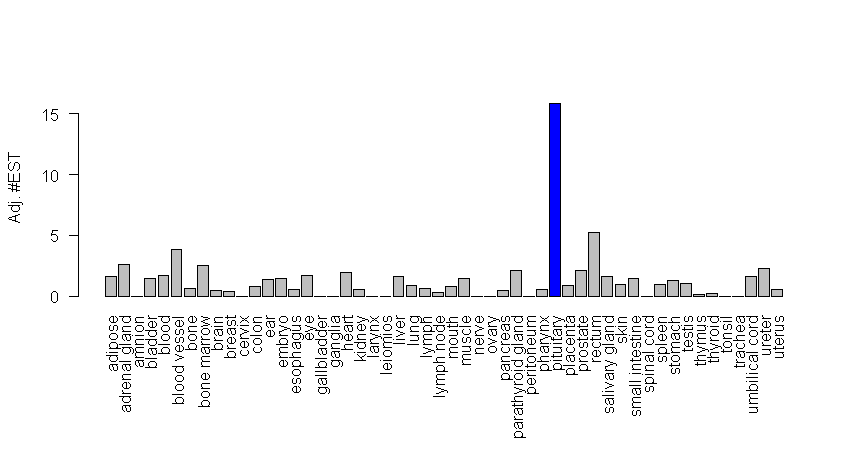 15
10
5
0
Adj. #EST
adipose
adrenal gland
amnion
bladder
blood
blood vessel
bone
bone marrow
brain
breast
cervix
colon
ear
embryo
esophagus
eye
gallbladder
ganglia
heart
kidney
larynx
leiomios
liver
lung
lymph
lymph node
mouth
muscle
nerve
ovary
pancreas
parathyroid gland
peritoneum
pharynx
pituitary
placenta
prostate
rectum
salivary gland
skin
small intestine
spinal cord
spleen
stomach
testis
thymus
thyroid
tonsil
trachea
umbilical cord
ureter
uterus